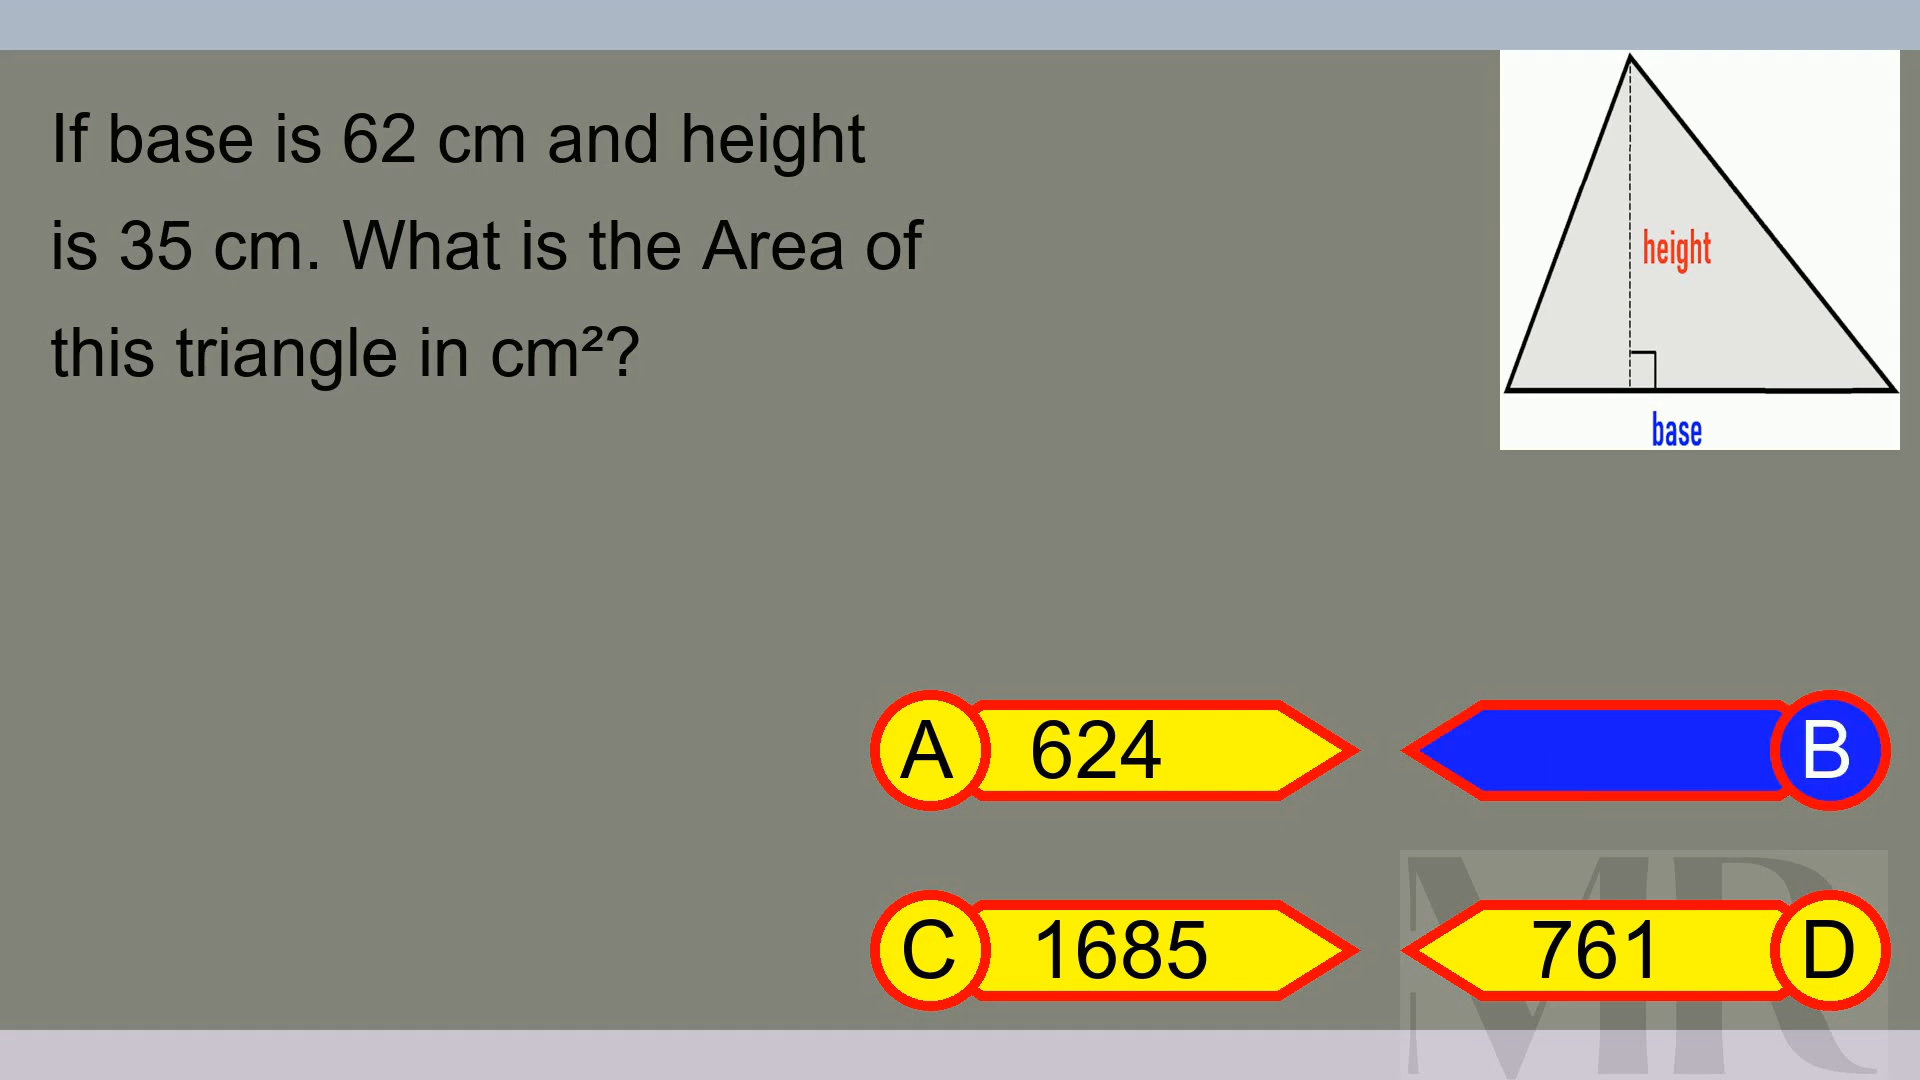 If base is 62 cm and height
is 35 cm. What is the Area of
this triangle in cm²?
height
base
A 624
B
C 1685
761 D
MR